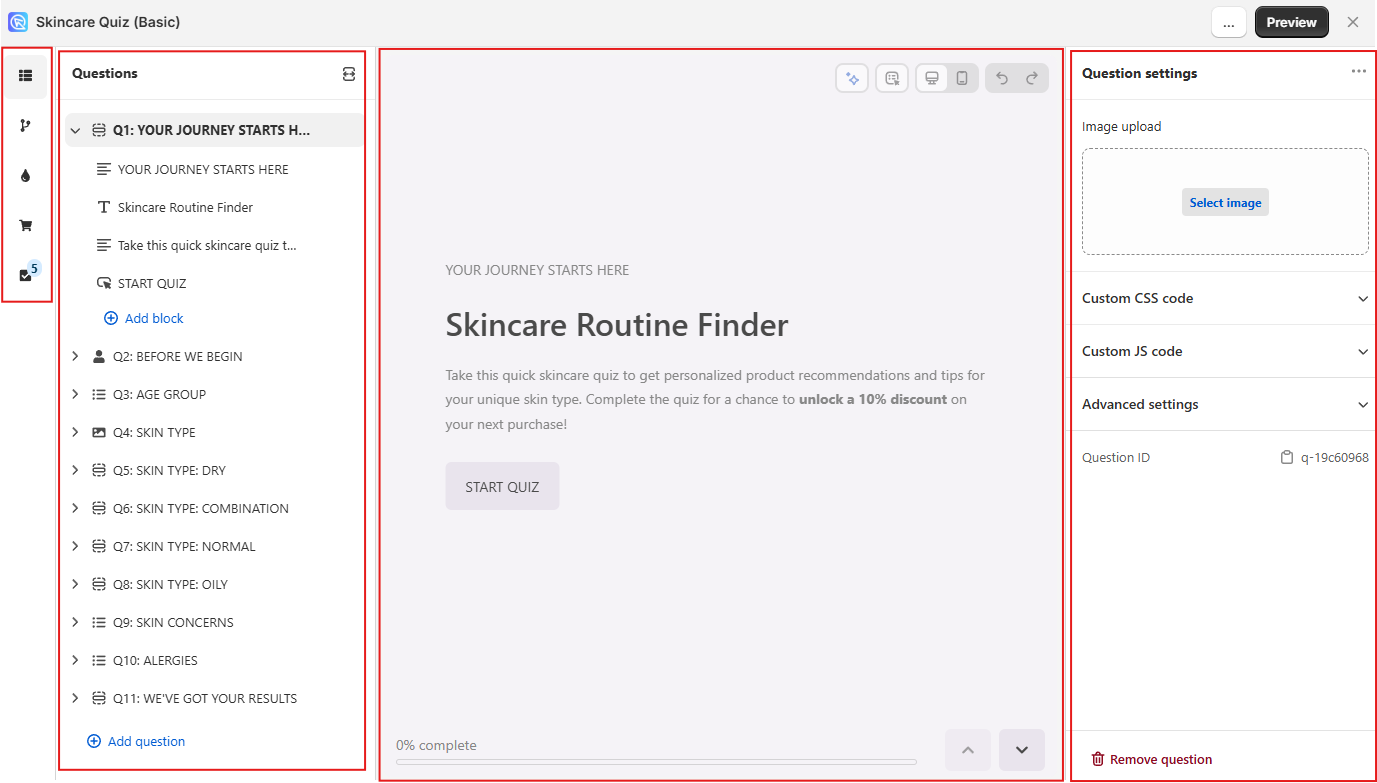 Skincare Quiz (Basic)
...
Preview
5
Questions
Q1: YOUR JOURNEY STARTS H...
YOUR JOURNEY STARTS HERE
Skincare Routine Finder
Take this quick skincare quiz t...
START QUIZ
Add block
Q2: BEFORE WE BEGIN
Q3: AGE GROUP
Q4: SKIN TYPE
Q5: SKIN TYPE: DRY
Q6: SKIN TYPE: COMBINATION
Q7: SKIN TYPE: NORMAL
Q8: SKIN TYPE: OILY
Q9: SKIN CONCERNS
Q10: ALERGIES
Q11: WE'VE GOT YOUR RESULTS
Add question
YOUR JOURNEY STARTS HERE
Skincare Routine Finder
Take this quick skincare quiz to get personalized product recommendations and tips for
your unique skin type. Complete the quiz for a chance to unlock a 10% discount on
your next purchase!
START QUIZ
0% complete
Question settings
Image upload
Select image
Custom CSS code
Custom JS code
Advanced settings
Question ID q-19c60968
Remove question